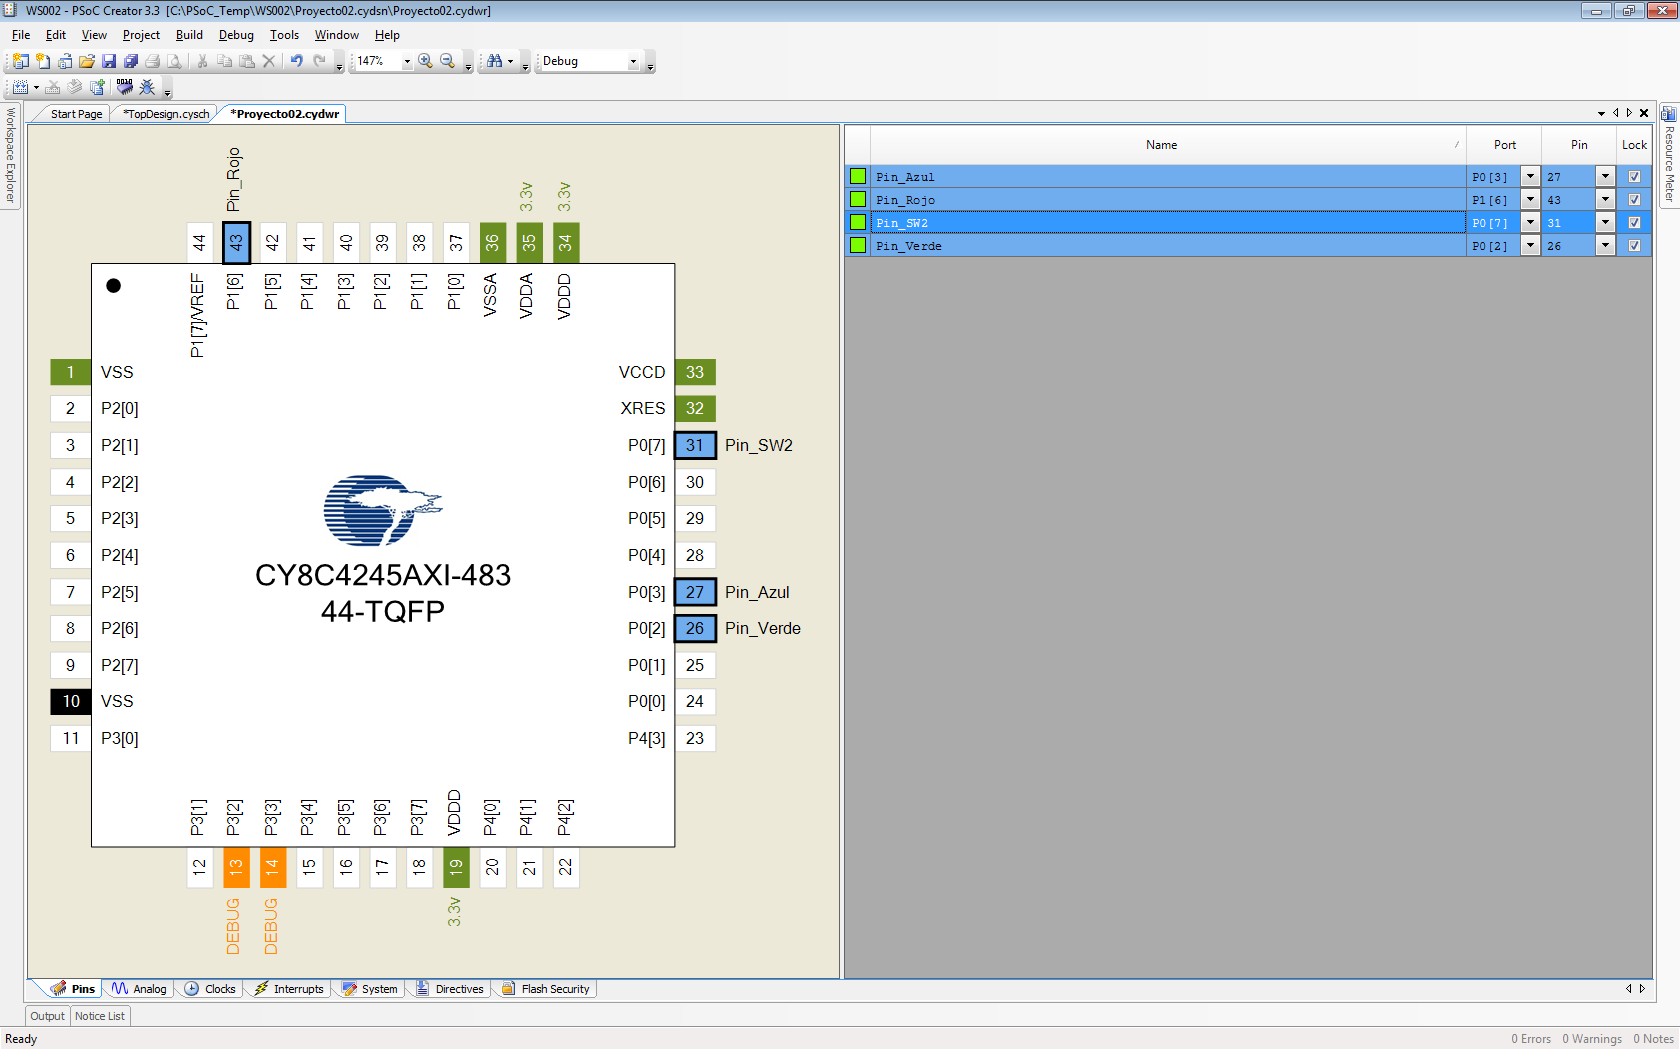 WS002 - PSoC Creator 3.3 [C:\PSoC_Temp\WS002\Proyecto02.cydsn\Proyecto02.cydwr]
File Edit View Project Build Debug Tools Window Help
147% Debug
Start Page *TopDesign.cysch *Proyecto02.cydwr
Workspace Explorer
Resource Meter
Pin_Rojo
3.3v
3.3v
44 43 42 41 40 39 38 37 36 35 34
P1[7]/VREF P1[6] P1[5] P1[4] P1[3] P1[2] P1[1] P1[0] VSSA VDDA VDDD
1 VSS VCCD 33
2 P2[0] XRES 32
3 P2[1] P0[7] 31 Pin_SW2
4 P2[2] P0[6] 30
5 P2[3] P0[5] 29
6 P2[4] P0[4] 28
CY8C4245AXI-483
44-TQFP
7 P2[5] P0[3] 27 Pin_Azul
8 P2[6] P0[2] 26 Pin_Verde
9 P2[7] P0[1] 25
10 VSS P0[0] 24
11 P3[0] P4[3] 23
P3[1] P3[2] P3[3] P3[4] P3[5] P3[6] P3[7] VDDD P4[0] P4[1] P4[2]
12 13 14 15 16 17 18 19 20 21 22
DEBUG DEBUG 3.3v
Name Port Pin Lock
Pin_Azul P0[3] 27
Pin_Rojo P1[6] 43
Pin_SW2 P0[7] 31
Pin_Verde P0[2] 26
Pins Analog Clocks Interrupts System Directives Flash Security
Output Notice List
Ready 0 Errors 0 Warnings 0 Notes